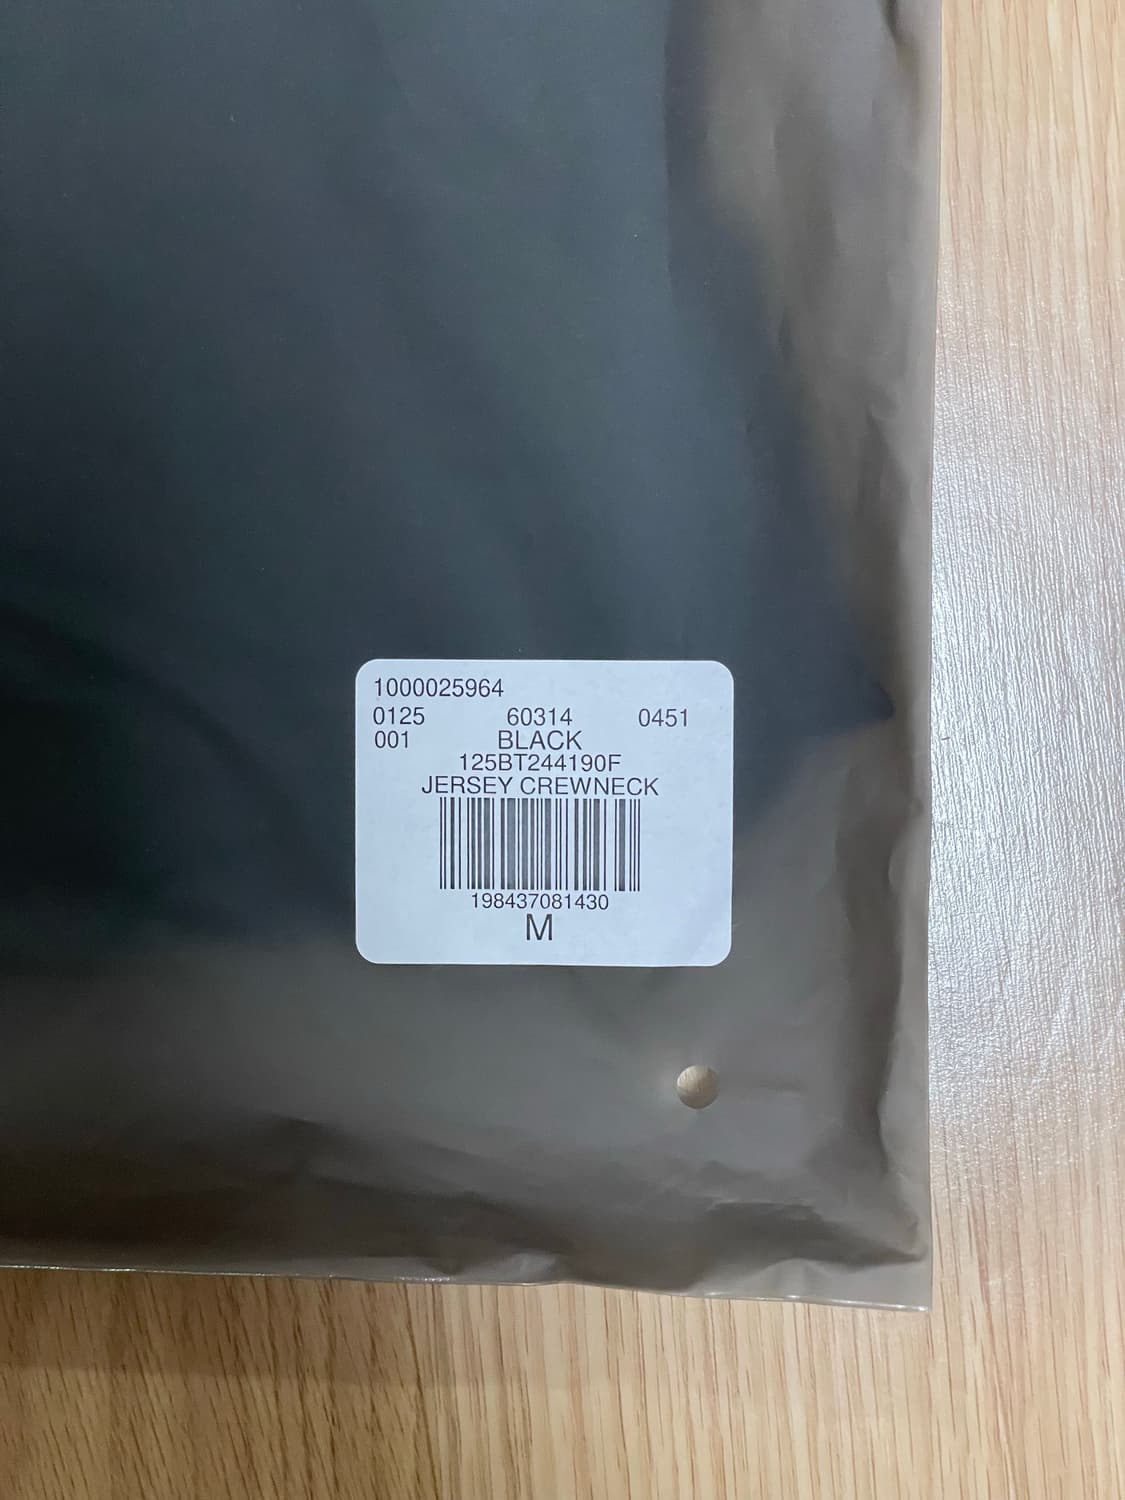 1000025964
0125 60314 0451
001 BLACK
125BT244190F
JERSEY CREWNECK
198437081430
M